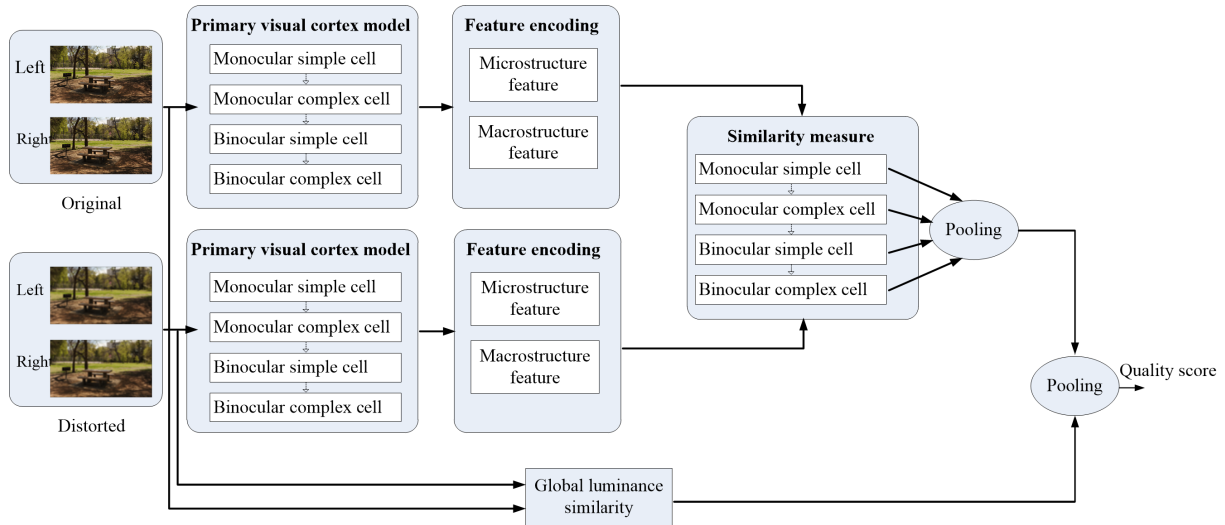 Primary visual cortex model
Feature encoding
Left
Right
Original
Monocular simple cell
Monocular complex cell
Binocular simple cell
Binocular complex cell
Microstructure
feature
Macrostructure
feature
Similarity measure
Monocular simple cell
Monocular complex cell
Binocular simple cell
Binocular complex cell
Pooling
Primary visual cortex model
Feature encoding
Left
Right
Distorted
Monocular simple cell
Monocular complex cell
Binocular simple cell
Binocular complex cell
Microstructure
feature
Macrostructure
feature
Pooling
Quality score
Global luminance
similarity